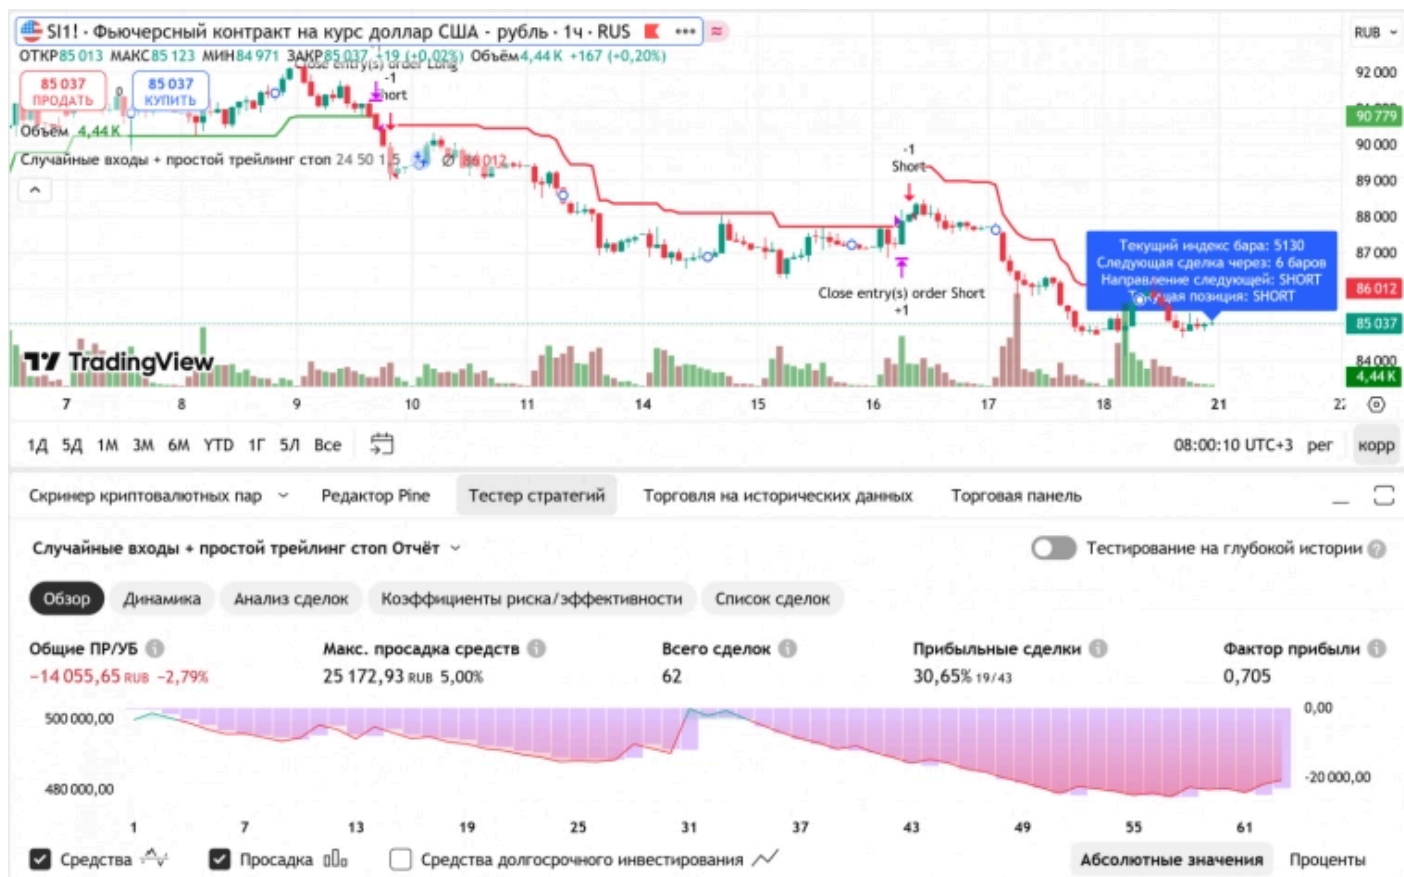 SI1! · Фьючерсный контракт на курс доллар США - рубль · 1ч · RUS
RUB
ОТКР85 013 МАКС85 123 МИН84 971 ЗАКР85 037 +19 (+0,02%) Объём4,44 K +167 (+0,20%)
Close entry(s) order Long
-1
Short
85 037
ПРОДАТЬ
0
85 037
КУПИТЬ
Объём 4,44 K
Случайные входы + простой трейлинг стоп 24 50 1,5 Ø 86 012
-1
Short
Close entry(s) order Short
+1
Текущий индекс бара: 5130
Следующая сделка через: 6 баров
Направление следующей: SHORT
Текущая позиция: SHORT
92 000
90 779
90 000
89 000
88 000
87 000
86 012
85 037
84 000
4,44 K
TradingView
7 8 9 10 11 14 15 16 17 18 21
1Д 5Д 1М 3М 6М YTD 1Г 5Л Все
08:00:10 UTC+3 рег корр
Скринер криптовалютных пар Редактор Pine Тестер стратегий Торговля на исторических данных Торговая панель
Случайные входы + простой трейлинг стоп Отчёт
Тестирование на глубокой истории
Обзор Динамика Анализ сделок Коэффициенты риска/эффективности Список сделок
Общие ПР/УБ Макс. просадка средств Всего сделок Прибыльные сделки Фактор прибыли
−14 055,65 RUB −2,79% 25 172,93 RUB 5,00% 62 30,65% 19/43 0,705
500 000,00 0,00
480 000,00 -20 000,00
1 7 13 19 25 31 37 43 49 55 61
Средства Просадка Средства долгосрочного инвестирования Абсолютные значения Проценты